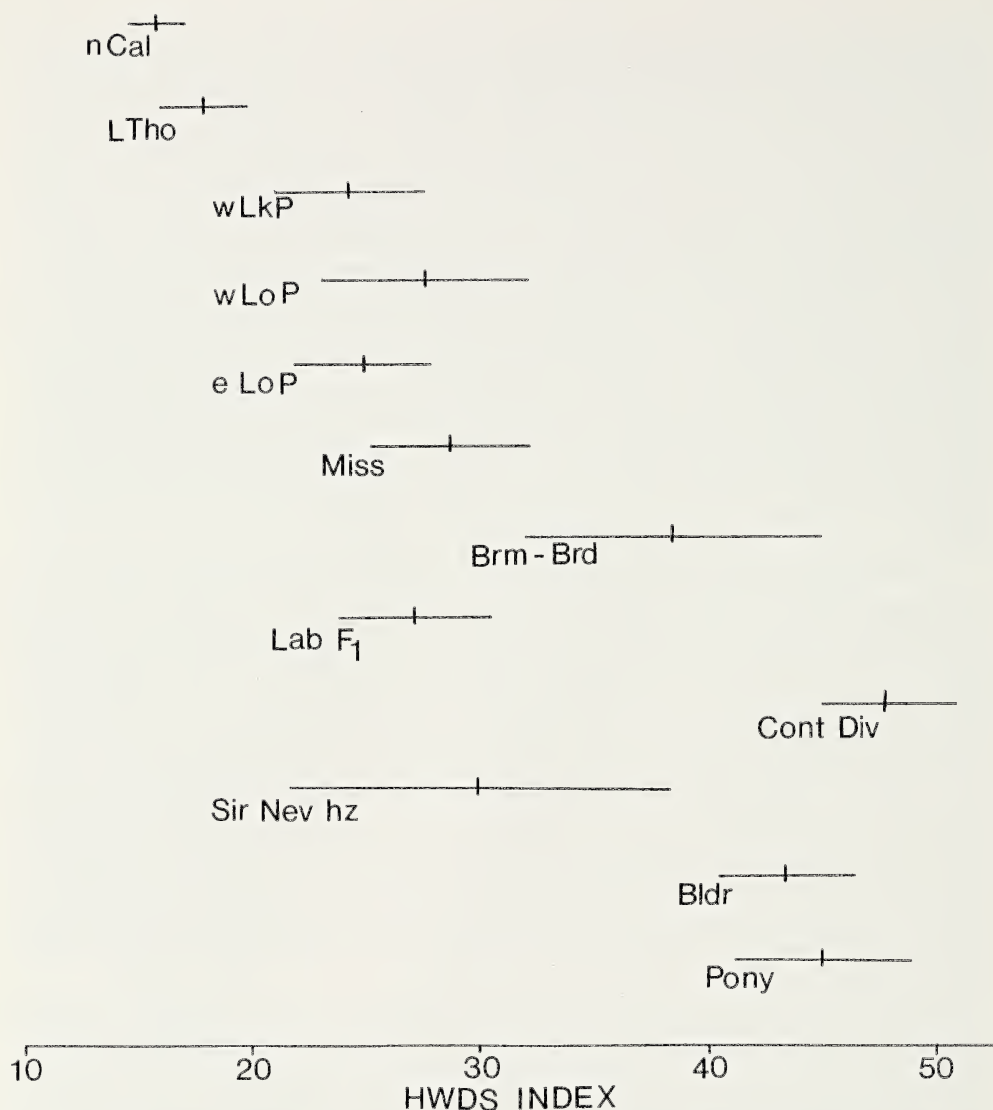 nCal
LTho
wLkP
wLoP
e LoP
Miss
Brm-Brd
Lab F₁
Cont Div
Sir Nev hz
Bldr
Pony
10 20 30 40 50
HWDS INDEX